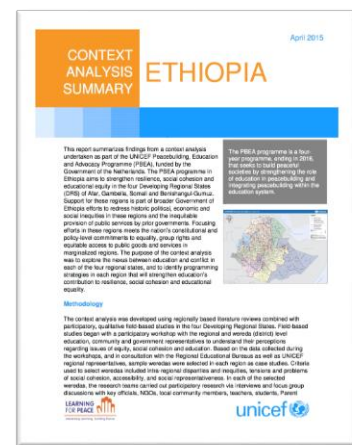 April 2015
CONTEXT
ANALYSIS
SUMMARY
ETHIOPIA
This report summarizes findings from a context analysis
undertaken as part of the UNICEF Peacebuilding, Education
and Advocacy Programme (PBEA), funded by the
Government of the Netherlands. The PBEA programme in
Ethiopia aims to strengthen resilience, social cohesion and
educational equity in the four Developing Regional States
(DRS) of Afar, Gambella, Somali and Benishangul-Gumuz.
Support for these regions is part of broader Government of
Ethiopia efforts to redress historic political, economic and
social inequities in these regions and the inequitable
provision of public services by prior governments. Focusing
efforts in these regions meets the nation's constitutional and
policy-level commitments to equality, group rights and
equitable access to public goods and services in
marginalized regions. The purpose of the context analysis
was to explore the nexus between education and conflict in
each of the four regional states, and to identify programming
strategies in each region that will strengthen education's
contribution to resilience, social cohesion and educational
equality.
The PBEA programme is a four-
year programme, ending in 2016,
that seeks to build peaceful
societies by strengthening the role
of education in peacebuilding and
integrating peacebuilding within the
education system.
Methodology
The context analysis was developed using regionally based literature reviews combined with
participatory, qualitative field-based studies in the four Developing Regional States. Field-based
studies began with a participatory workshop with the regional and wereda (district) level
education, community and government representatives to understand their perceptions
regarding issues of equity, social cohesion and education. Based on the data collected during
the workshops, and in consultation with the Regional Educational Bureaus as well as UNICEF
regional representatives, sample weredas were selected in each region as case studies. Criteria
used to select weredas included intra regional disparities and inequities, tensions and problems
of social cohesion, accessibility, and social representativeness. In each of the selected
weredas, the research teams carried out participatory research via interviews and focus group
discussions with key officials, NGOs, local community members, teachers, students, Parent
LEARNING
FOR PEACE
unicef